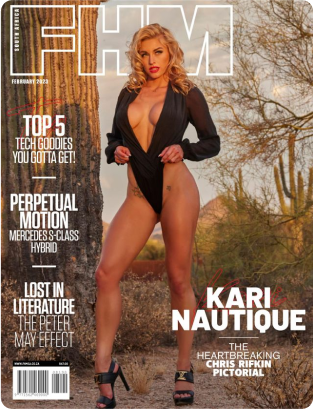 SOUTH AFRICA
FHM
FEBRUARY 2023
TOP 5
TECH GOODIES
YOU GOTTA GET!
PERPETUAL
MOTION
MERCEDES S-CLASS
HYBRID
LOST IN
LITERATURE
THE PETER
MAY EFFECT
KARI
NAUTIQUE
THE
HEARTBREAKING
CHRIS RIFKIN
PICTORIAL